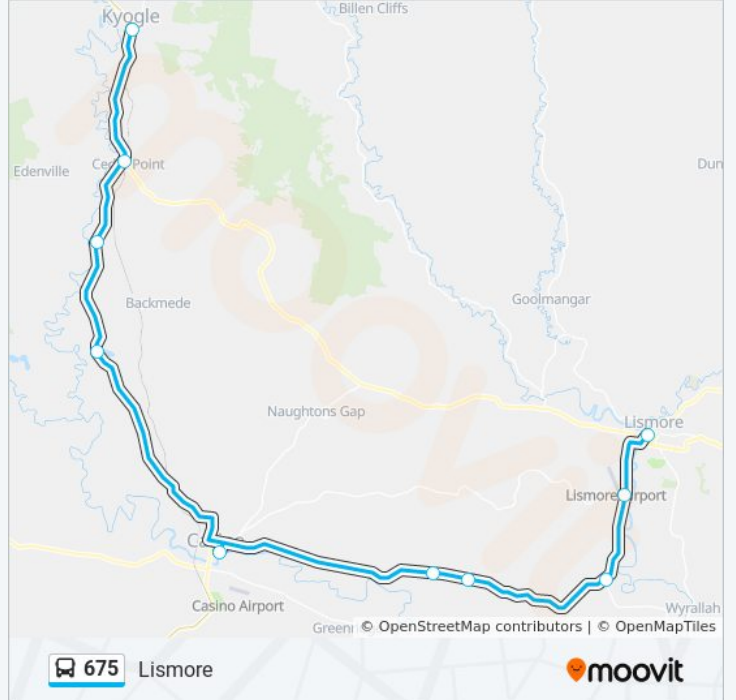 Kyogle
Billen Cliffs
Point
Edenville
Dun
Backmede
Goolmangar
Naughtons Gap
Lismore
Lismore
Casino Airport
Wyrallah
© OpenStreetMap contributors | © OpenMapTiles
675 Lismore
moovit
moovit